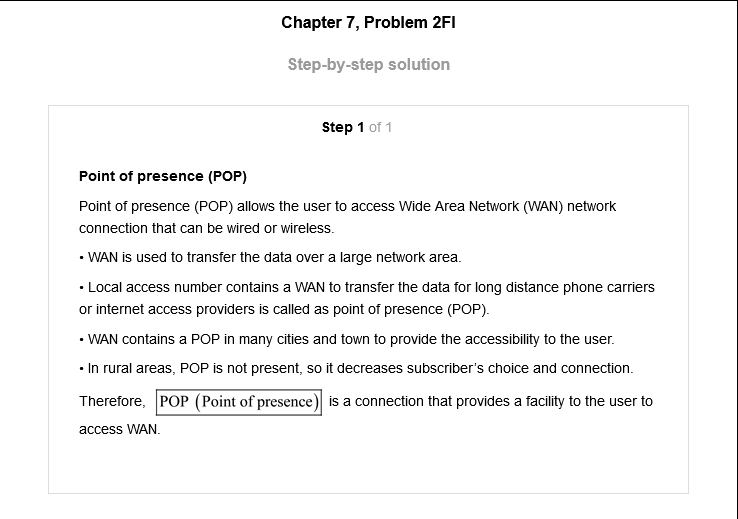 Chapter 7, Problem 2FI
Step-by-step solution
Step 1 of 1
Point of presence (POP)
Point of presence (POP) allows the user to access Wide Area Network (WAN) network
connection that can be wired or wireless.
• WAN is used to transfer the data over a large network area.
• Local access number contains a WAN to transfer the data for long distance phone carriers
or internet access providers is called as point of presence (POP).
• WAN contains a POP in many cities and town to provide the accessibility to the user.
• In rural areas, POP is not present, so it decreases subscriber's choice and connection.
Therefore, POP (Point of presence) is a connection that provides a facility to the user to
access WAN.